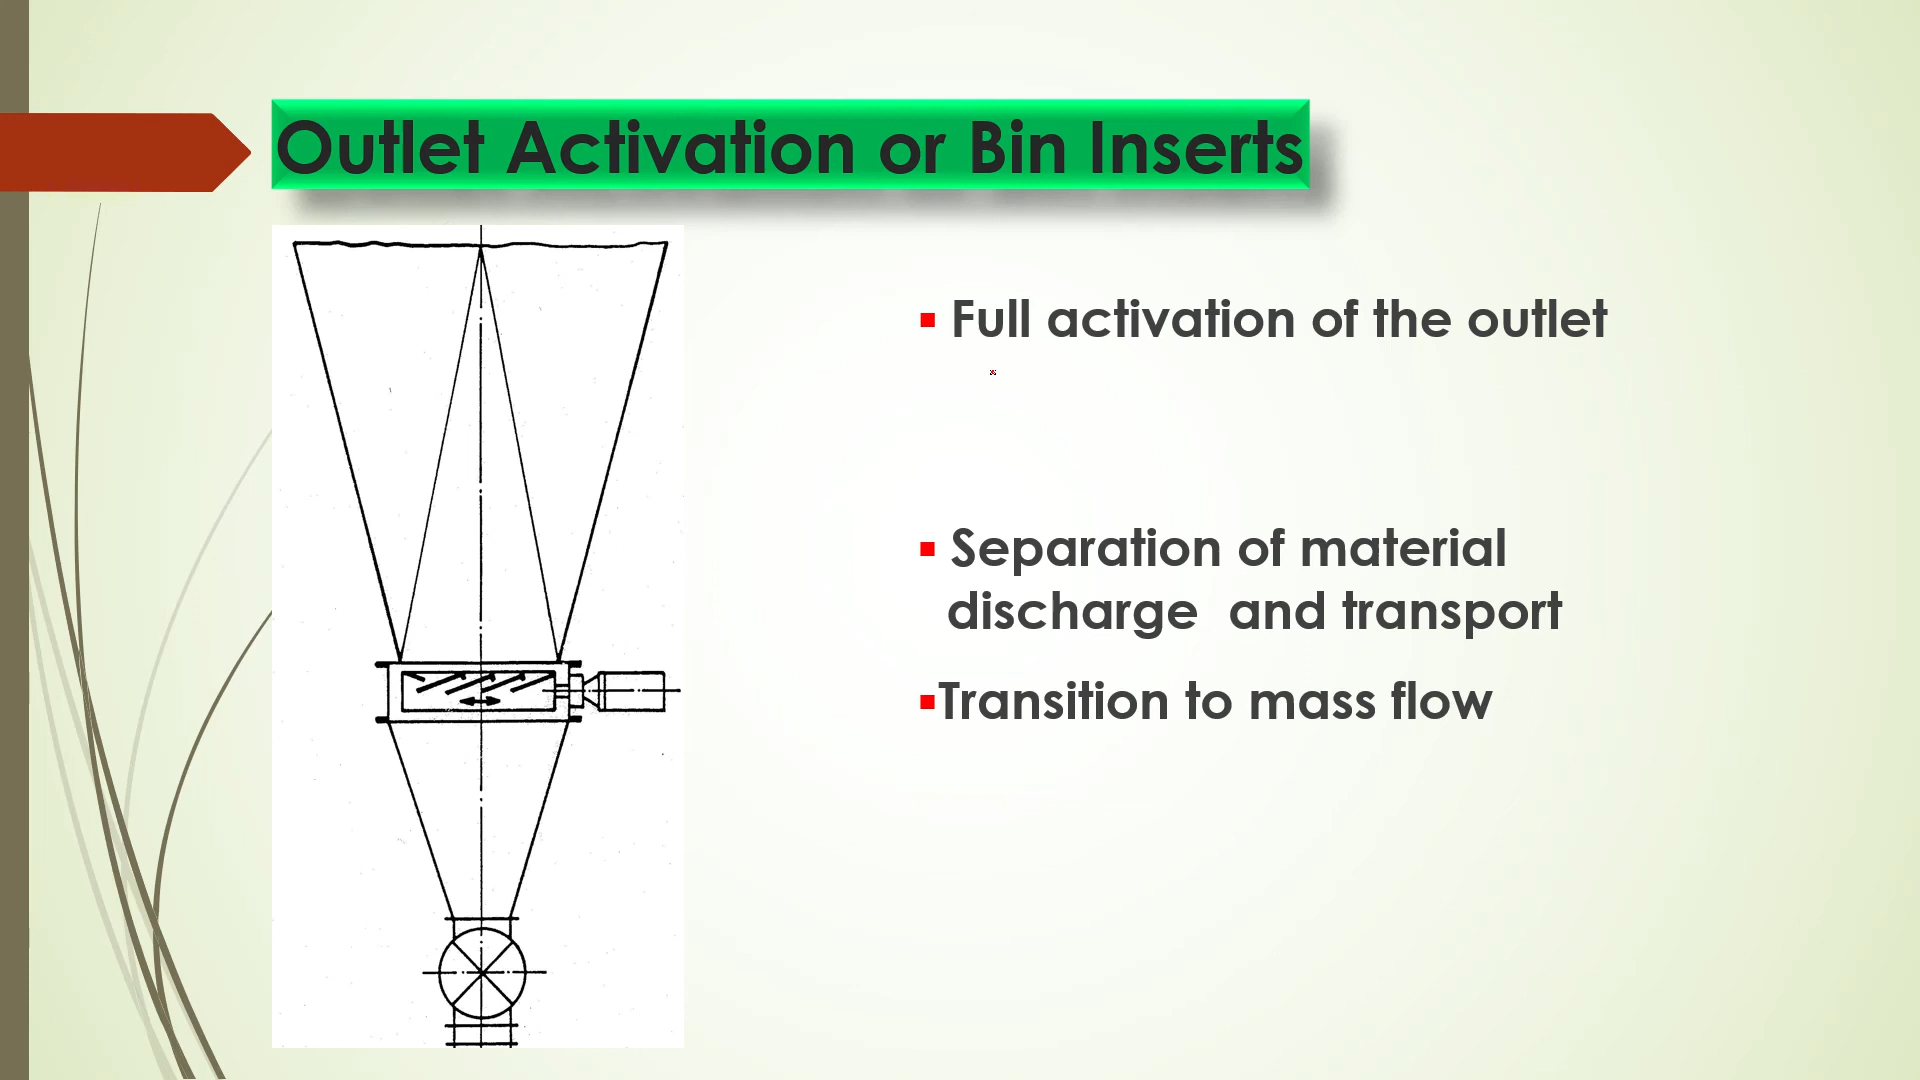 Outlet Activation or Bin Inserts
Full activation of the outlet
Separation of material
discharge and transport
Transition to mass flow